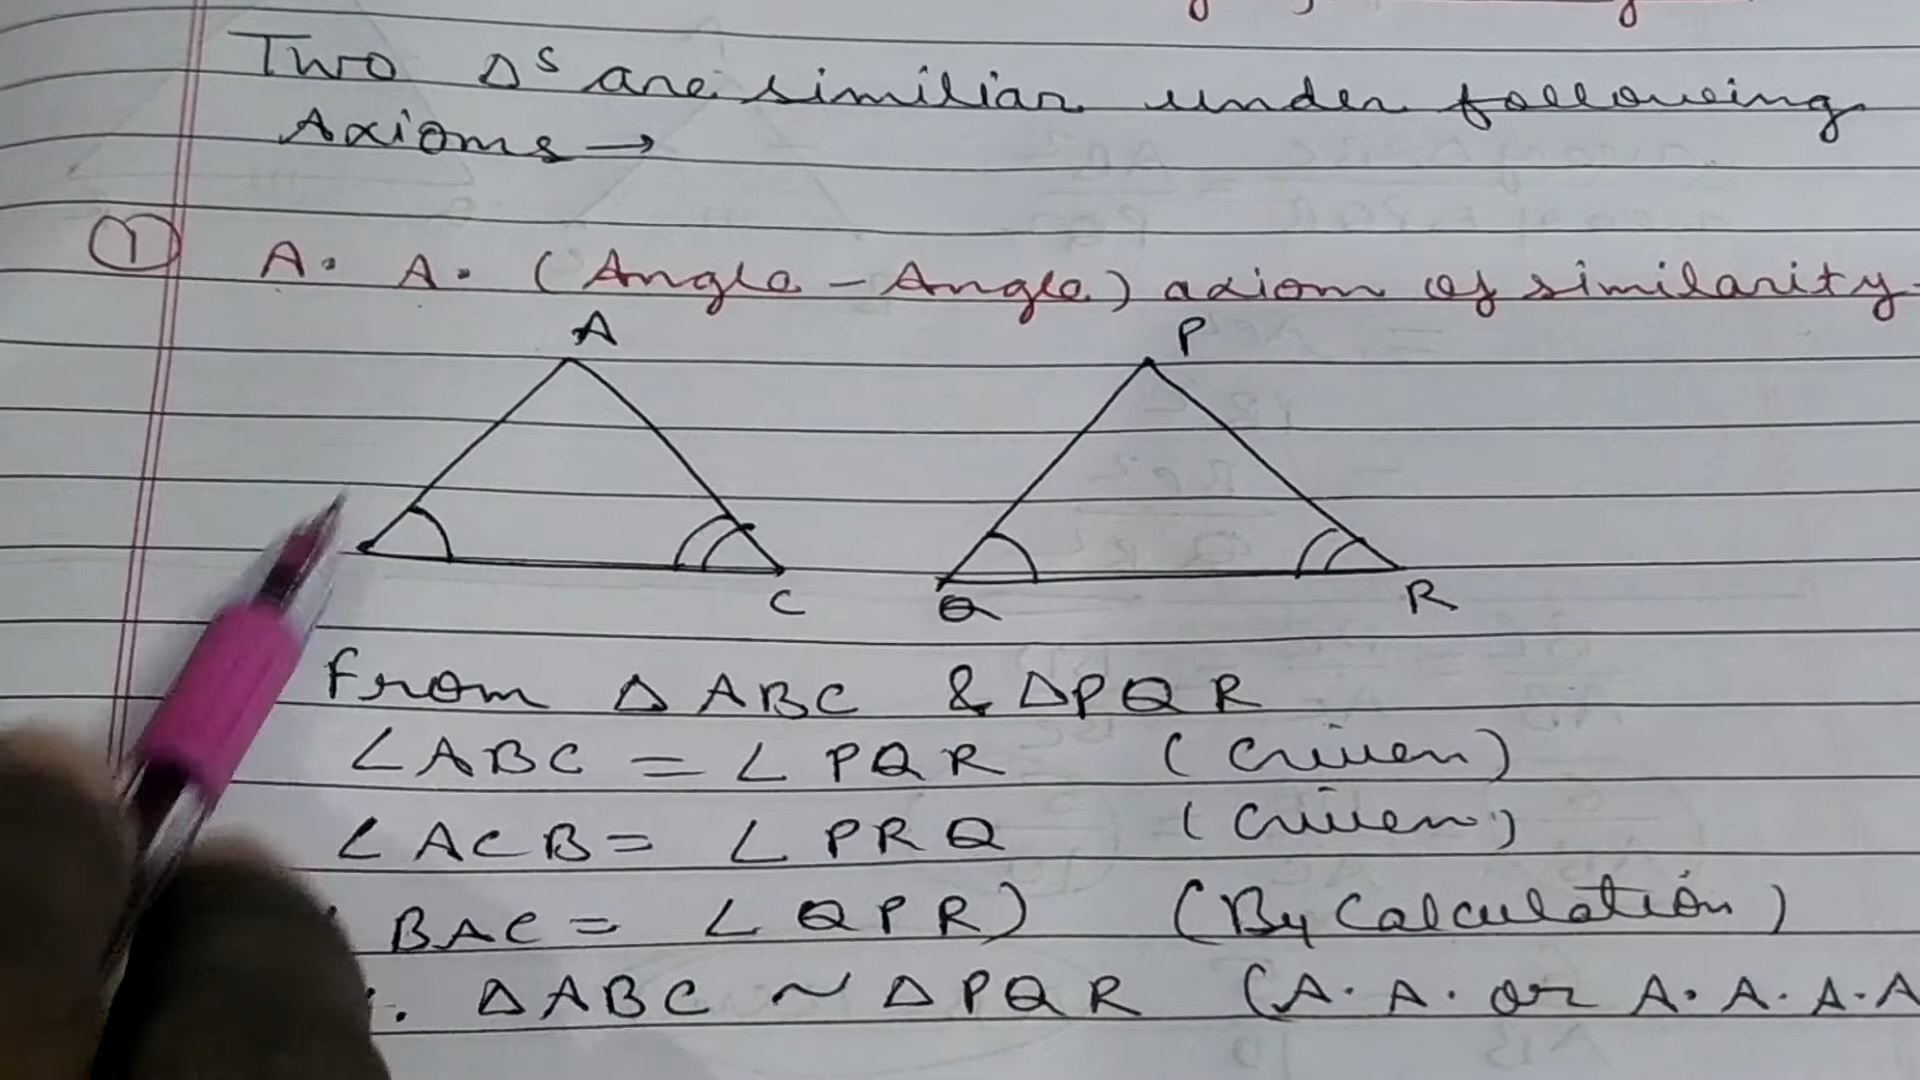 Two Δs are similiar under following
Axioms →
① A. A. (Angle - Angle) axiom of similarity
A
P
C
Q
R
From Δ ABC & ΔPQR
∠ABC = ∠PQR (Given)
∠ACB = ∠PRQ (Given)
BAC = ∠QPR) (By Calculation)
ΔABC ~ ΔPQR (A.A. or A.A.A.A